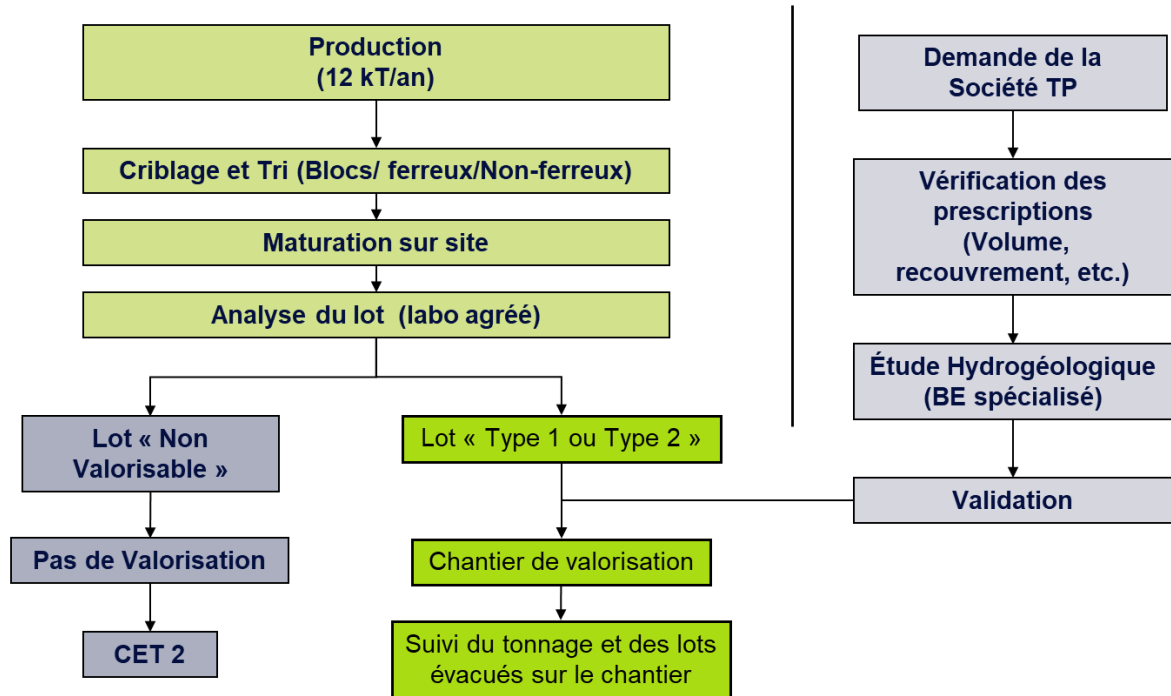 Production
(12 kT/an)
Criblage et Tri (Blocs/ ferreux/Non-ferreux)
Maturation sur site
Analyse du lot (labo agréé)
Lot « Non
Valorisable »
Pas de Valorisation
CET 2
Lot « Type 1 ou Type 2 »
Chantier de valorisation
Suivi du tonnage et des lots
évacués sur le chantier
Demande de la
Société TP
Vérification des
prescriptions
(Volume,
recouvrement, etc.)
Étude Hydrogéologique
(BE spécialisé)
Validation